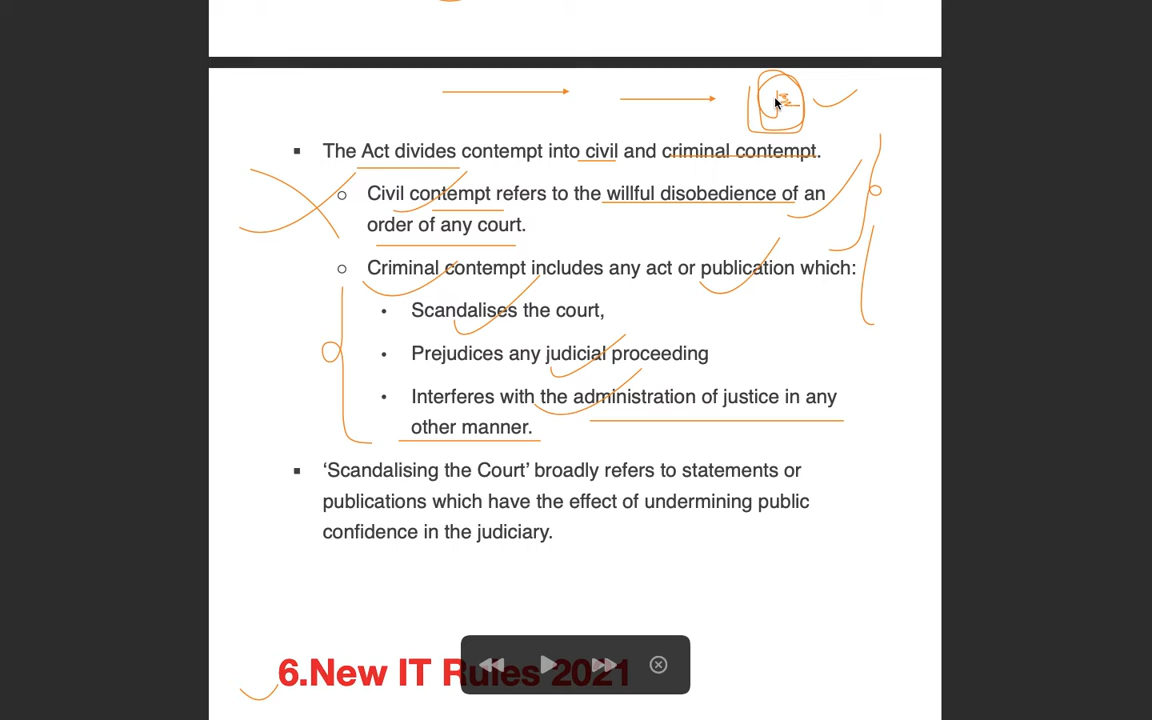 ▪ The Act divides contempt into civil and criminal contempt.
○ Civil contempt refers to the willful disobedience of an
order of any court.
○ Criminal contempt includes any act or publication which:
• Scandalises the court,
• Prejudices any judicial proceeding
• Interferes with the administration of justice in any
other manner.
▪ ‘Scandalising the Court’ broadly refers to statements or
publications which have the effect of undermining public
confidence in the judiciary.
6.New IT Rules 2021